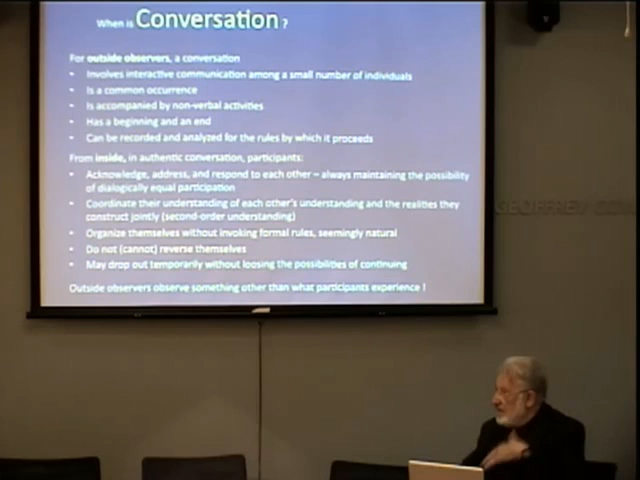 When is Conversation ?
For outside observers, a conversation
• Involves interactive communication among a small number of individuals
• Is a common occurrence
• Is accompanied by non-verbal activities
• Has a beginning and an end
• Can be recorded and analyzed for the rules by which it proceeds
From inside, in authentic conversation, participants:
• Acknowledge, address, and respond to each other – always maintaining the possibility
of dialogically equal participation
• Coordinate their understanding of each other's understanding and the realities they
construct jointly (second-order understanding)
• Organize themselves without invoking formal rules, seemingly natural
• Do not (cannot) reverse themselves
• May drop out temporarily without loosing the possibilities of continuing
Outside observers observe something other than what participants experience !
GEOFFREY